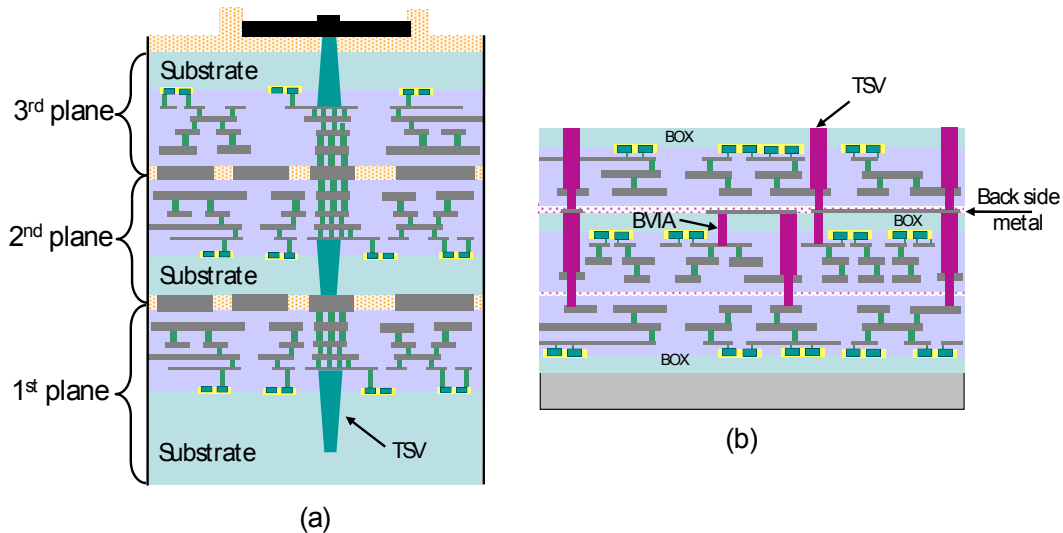 Substrate
3rd plane
2nd plane
Substrate
1st plane
Substrate
TSV
(a)
TSV
BOX
Back side
metal
BVIA
BOX
BOX
(b)